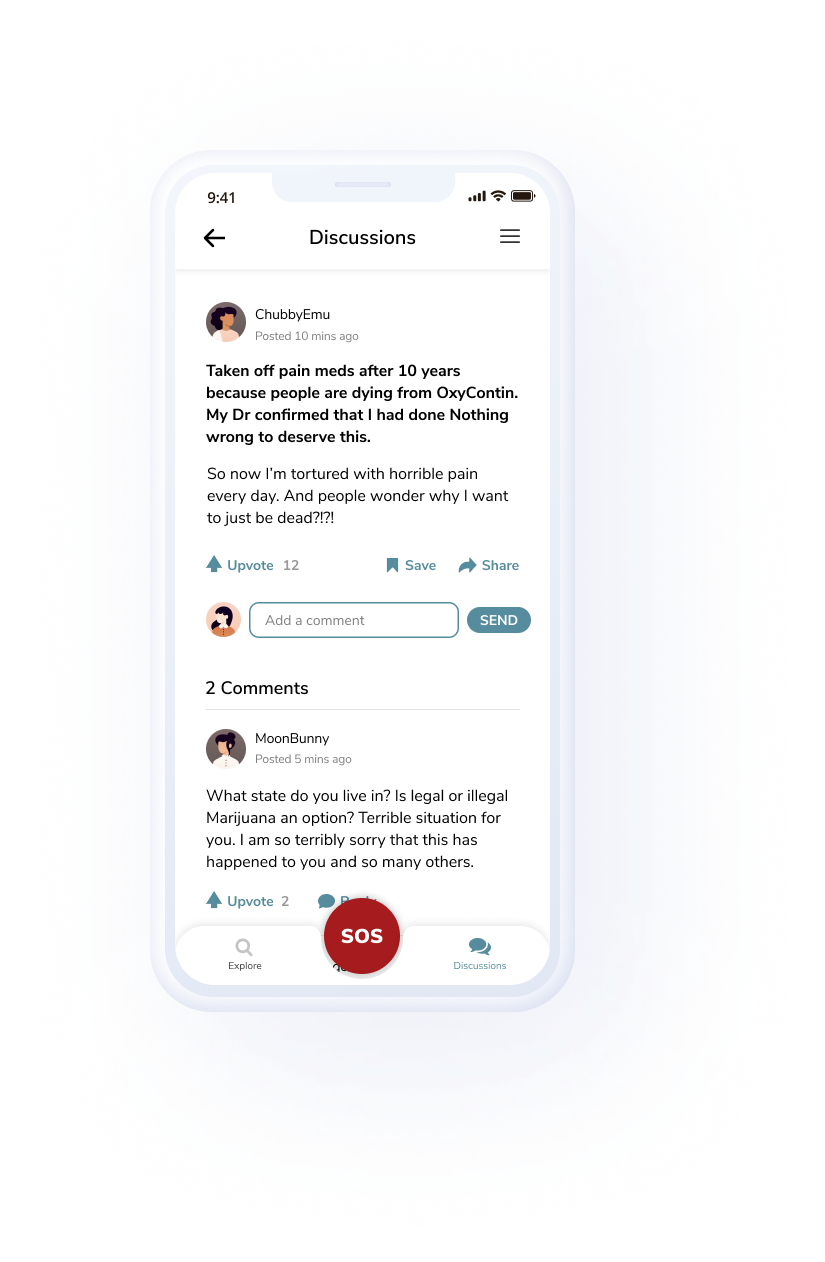 9:41
Discussions
ChubbyEmu
Posted 10 mins ago
Taken off pain meds after 10 years
because people are dying from OxyContin.
My Dr confirmed that I had done Nothing
wrong to deserve this.
So now I'm tortured with horrible pain
every day. And people wonder why I want
to just be dead?!?!
Upvote 12 Save Share
Add a comment SEND
2 Comments
MoonBunny
Posted 5 mins ago
What state do you live in? Is legal or illegal
Marijuana an option? Terrible situation for
you. I am so terribly sorry that this has
happened to you and so many others.
Upvote 2
SOS
Explore Discussions